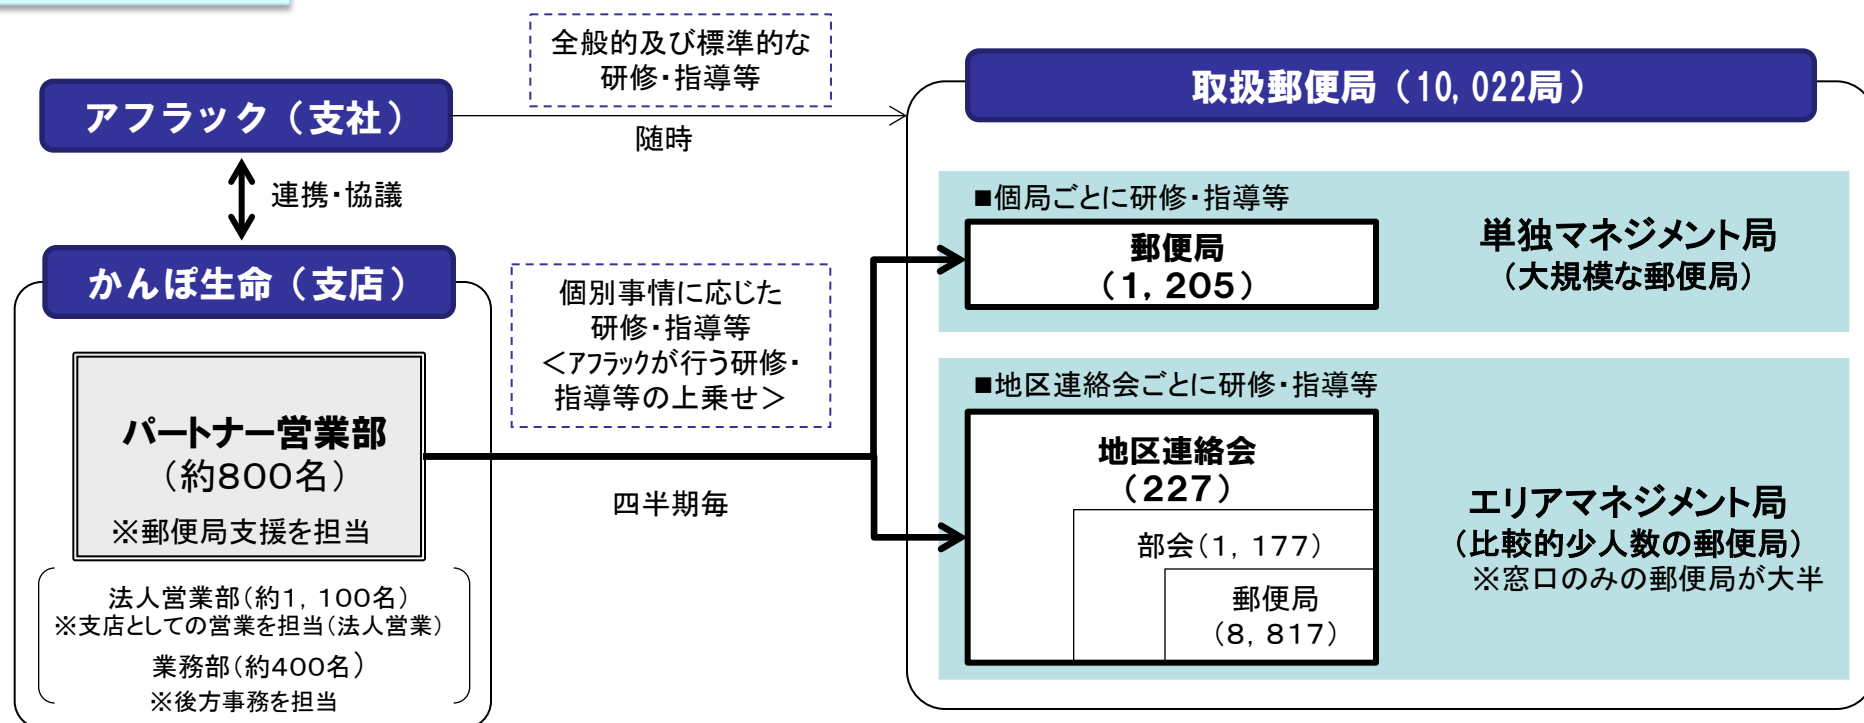 全般的及び標準的な
研修・指導等
アフラック（支社）
随時
連携・協議
かんぽ生命（支店）
パートナー営業部
（約800名）
※郵便局支援を担当
法人営業部（約1，100名）
※支店としての営業を担当（法人営業）
業務部（約400名）
※後方事務を担当
個別事情に応じた
研修・指導等
＜アフラックが行う研修・
指導等の上乗せ＞
四半期毎
取扱郵便局（10，022局）
■個局ごとに研修・指導等
郵便局
（1，205）
単独マネジメント局
（大規模な郵便局）
■地区連絡会ごとに研修・指導等
地区連絡会
（227）
部会（1，177）
郵便局
（8，817）
エリアマネジメント局
（比較的少人数の郵便局）
※窓口のみの郵便局が大半